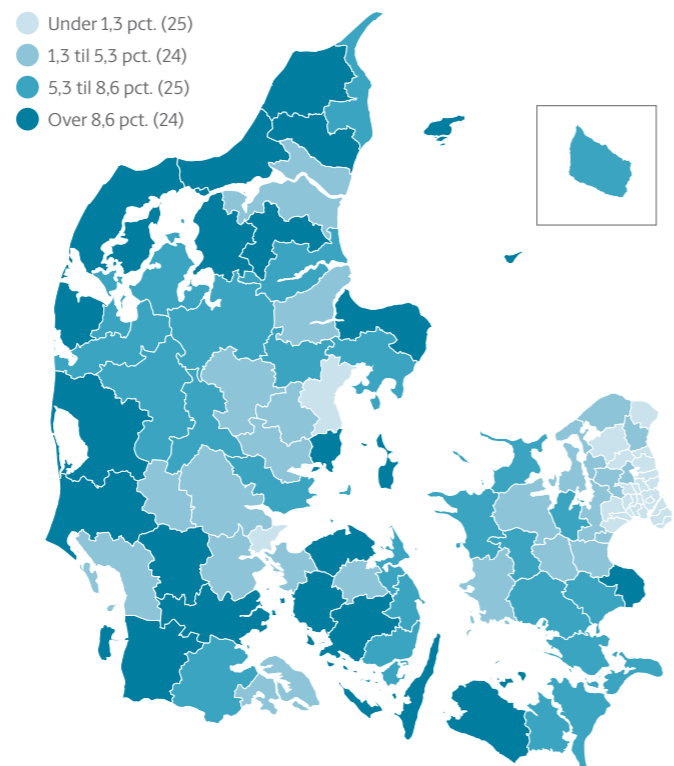 Under 1,3 pct. (25)
1,3 til 5,3 pct. (24)
5,3 til 8,6 pct. (25)
Over 8,6 pct. (24)